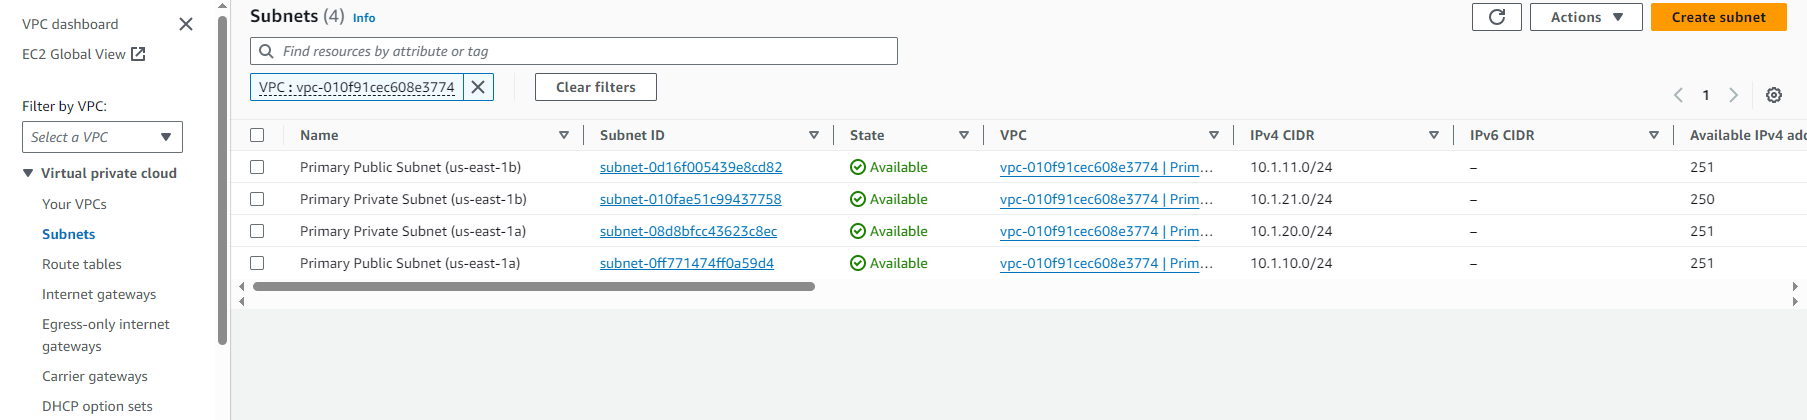 VPC dashboard
EC2 Global View
Filter by VPC:
Select a VPC
Virtual private cloud
Your VPCs
Subnets
Route tables
Internet gateways
Egress-only internet
gateways
Carrier gateways
DHCP option sets
Subnets (4) Info
Actions
Create subnet
Find resources by attribute or tag
VPC : vpc-010f91cec608e3774
Clear filters
1
Name Subnet ID State VPC IPv4 CIDR IPv6 CIDR Available IPv4 add
Primary Public Subnet (us-east-1b) subnet-0d16f005439e8cd82 Available vpc-010f91cec608e3774 | Prim… 10.1.11.0/24 – 251
Primary Private Subnet (us-east-1b) subnet-010fae51c99437758 Available vpc-010f91cec608e3774 | Prim… 10.1.21.0/24 – 250
Primary Private Subnet (us-east-1a) subnet-08d8bfcc43623c8ec Available vpc-010f91cec608e3774 | Prim… 10.1.20.0/24 – 251
Primary Public Subnet (us-east-1a) subnet-0ff771474ff0a59d4 Available vpc-010f91cec608e3774 | Prim… 10.1.10.0/24 – 251